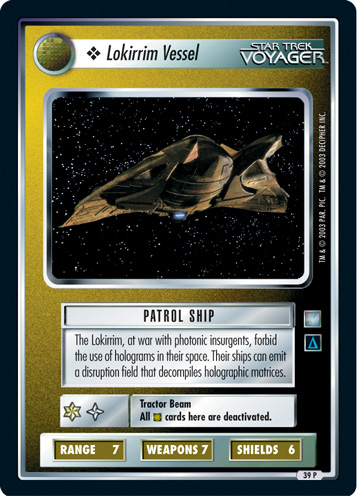 ❖ Lokirrim Vessel
STAR TREK
VOYAGER™
TM & © 2003 PAR. PIC. TM & © 2003 DECIPHER INC.
PATROL SHIP
The Lokirrim, at war with photonic insurgents, forbid
the use of holograms in their space. Their ships can emit
a disruption field that decompiles holographic matrices.
Δ
Tractor Beam
All cards here are deactivated.
RANGE 7 WEAPONS 7 SHIELDS 6
39 P